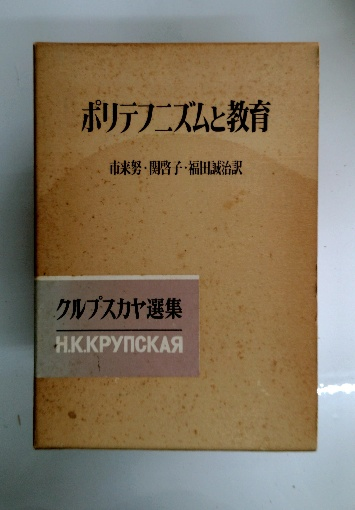 ポリテフニズムと教育
市来努・関啓子・福田誠治訳
クルプスカヤ選集
Н.К.КРУПСКАЯ